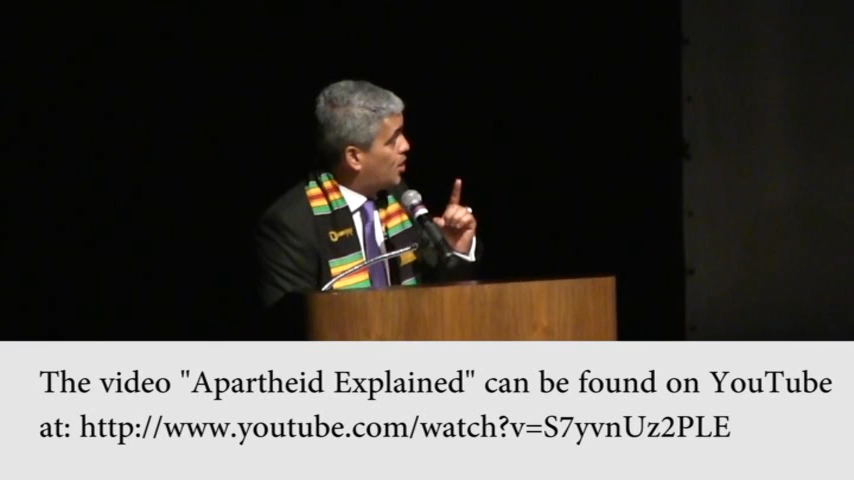 The video "Apartheid Explained" can be found on YouTube
at: http://www.youtube.com/watch?v=S7yvnUz2PLE